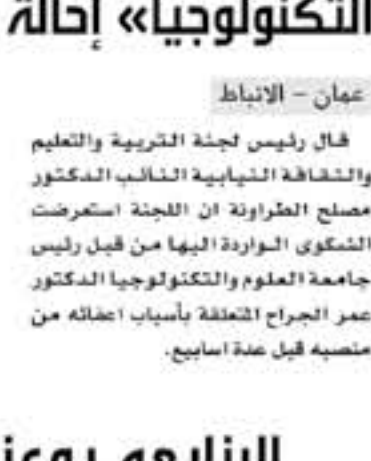 التكنولوجيا» إحالة
عمان - الانباط
قال رئيس لجنة التربية والتعليم
والثقافة النيابية النائب الدكتور
مصلح الطراونة ان اللجنة استعرضت
الشكوى الواردة اليها من قبل رئيس
جامعة العلوم والتكنولوجيا الدكتور
عمر الجراح المتعلقة بأسباب اعفائه من
منصبه قبل عدة اسابيع.